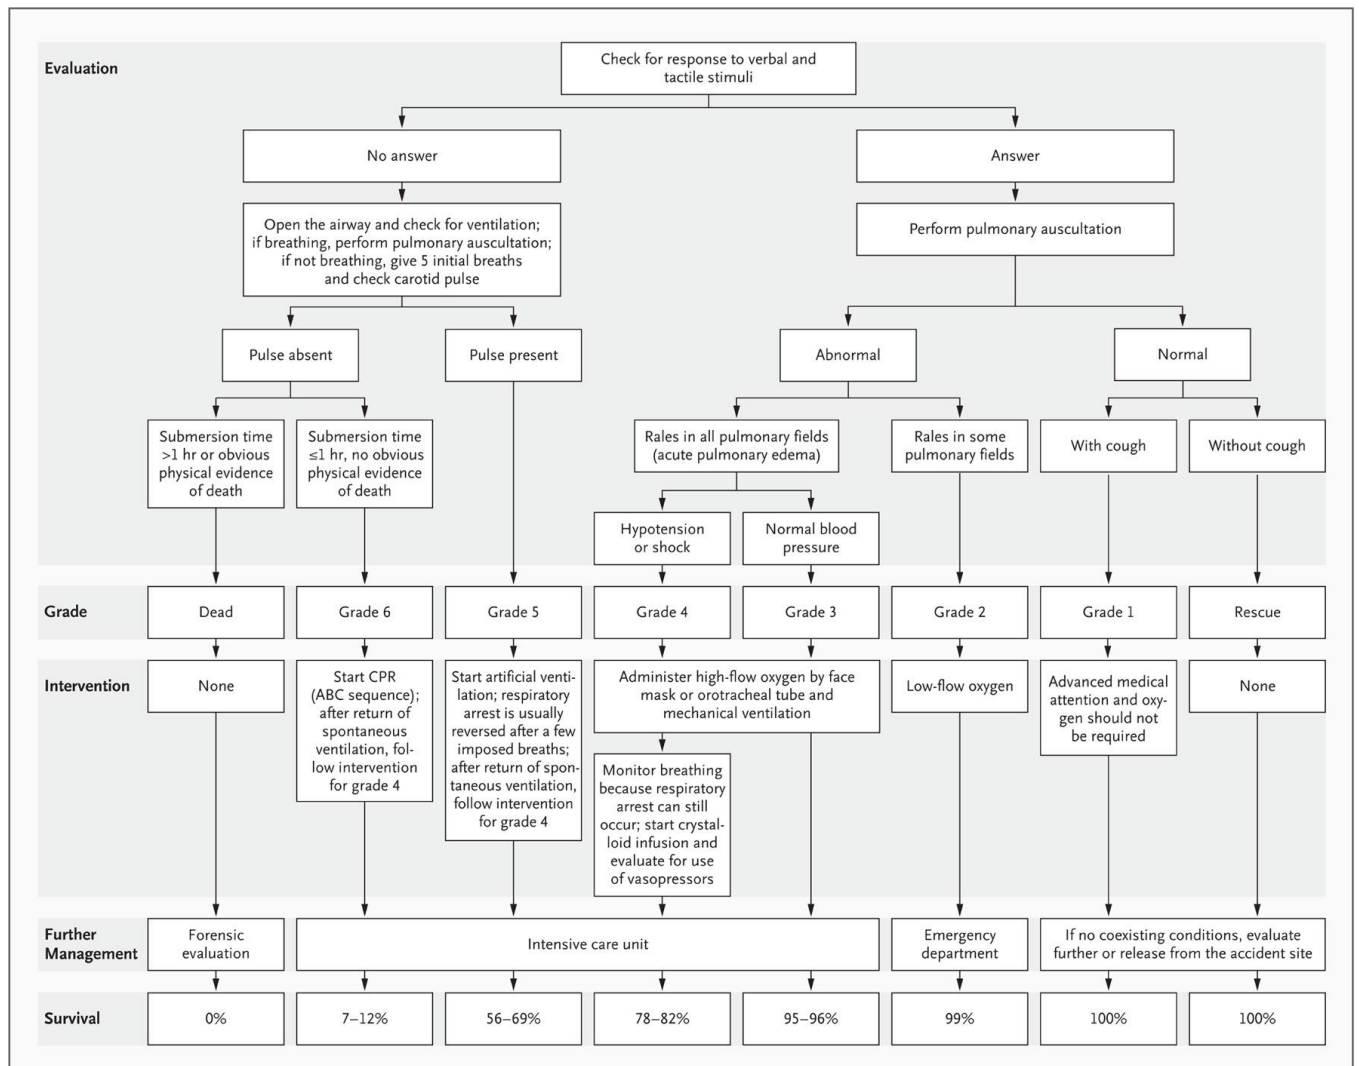 Evaluation
Check for response to verbal and
tactile stimuli
No answer
Answer
Open the airway and check for ventilation;
if breathing, perform pulmonary auscultation;
if not breathing, give 5 initial breaths
and check carotid pulse
Perform pulmonary auscultation
Pulse absent
Pulse present
Abnormal
Normal
Submersion time
>1 hr or obvious
physical evidence
of death
Submersion time
≤1 hr, no obvious
physical evidence
of death
Rales in all pulmonary fields
(acute pulmonary edema)
Rales in some
pulmonary fields
With cough
Without cough
Hypotension
or shock
Normal blood
pressure
Grade
Dead
Grade 6
Grade 5
Grade 4
Grade 3
Grade 2
Grade 1
Rescue
Intervention
None
Start CPR
(ABC sequence);
after return of
spontaneous
ventilation, fol-
low intervention
for grade 4
Start artificial venti-
lation; respiratory
arrest is usually
reversed after a few
imposed breaths;
after return of spon-
taneous ventilation,
follow intervention
for grade 4
Administer high-flow oxygen by face
mask or orotracheal tube and
mechanical ventilation
Monitor breathing
because respiratory
arrest can still
occur; start crystal-
loid infusion and
evaluate for use
of vasopressors
Low-flow oxygen
Advanced medical
attention and oxy-
gen should not
be required
None
Further
Management
Forensic
evaluation
Intensive care unit
Emergency
department
If no coexisting conditions, evaluate
further or release from the accident site
Survival
0%
7–12%
56–69%
78–82%
95–96%
99%
100%
100%